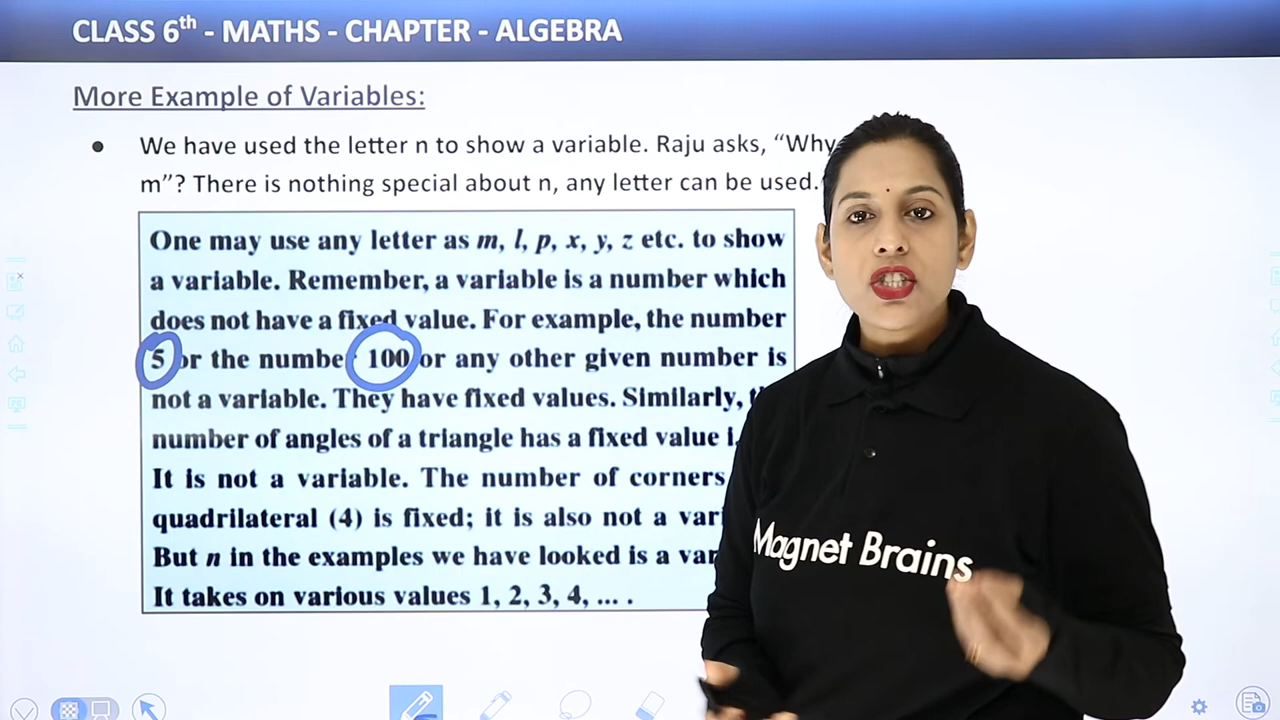 CLASS 6th - MATHS - CHAPTER - ALGEBRA
More Example of Variables:
● We have used the letter n to show a variable. Raju asks, “Why
m”? There is nothing special about n, any letter can be used.
One may use any letter as m, l, p, x, y, z etc. to show
a variable. Remember, a variable is a number which
does not have a fixed value. For example, the number
5 or the number 100 or any other given number is
not a variable. They have fixed values. Similarly,
number of angles of a triangle has a fixed value
It is not a variable. The number of corners
quadrilateral (4) is fixed; it is also not a
But n in the examples we have looked is a
It takes on various values 1, 2, 3, 4, ... .
Magnet Brains